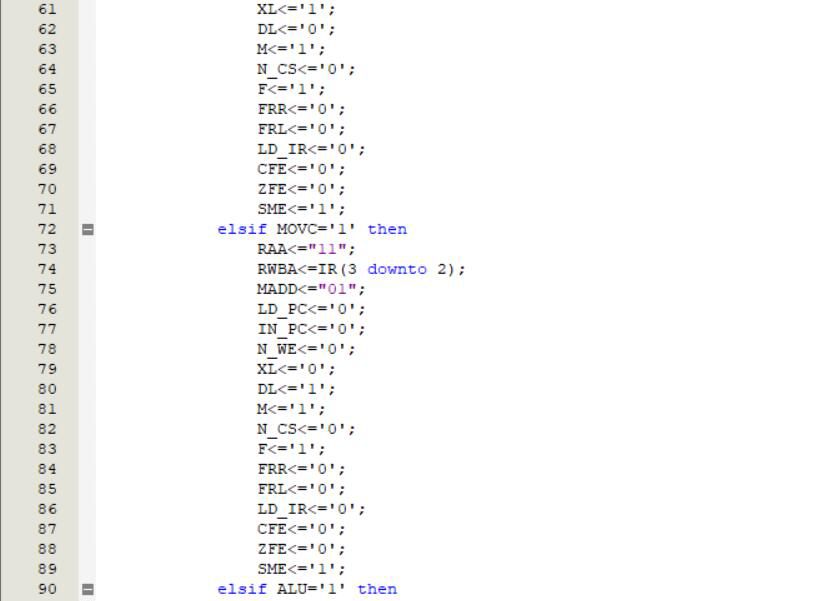 61 XL<='1';
62 DL<='0';
63 M<='1';
64 N_CS<='0';
65 F<='1';
66 FRR<='0';
67 FRL<='0';
68 LD_IR<='0';
69 CFE<='0';
70 ZFE<='0';
71 SME<='1';
72 elsif MOVC='1' then
73 RAA<="11";
74 RWBA<=IR(3 downto 2);
75 MADD<="01";
76 LD_PC<='0';
77 IN_PC<='0';
78 N_WE<='0';
79 XL<='0';
80 DL<='1';
81 M<='1';
82 N_CS<='0';
83 F<='1';
84 FRR<='0';
85 FRL<='0';
86 LD_IR<='0';
87 CFE<='0';
88 ZFE<='0';
89 SME<='1';
90 elsif ALU='1' then